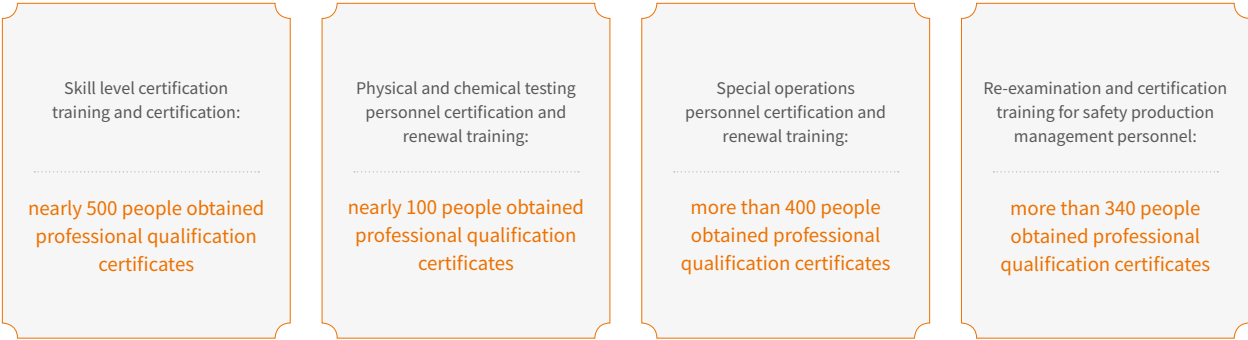 Skill level certification
training and certification:
nearly 500 people obtained
professional qualification
certificates
Physical and chemical testing
personnel certification and
renewal training:
nearly 100 people obtained
professional qualification
certificates
Special operations
personnel certification and
renewal training:
more than 400 people
obtained professional
qualification certificates
Re-examination and certification
training for safety production
management personnel:
more than 340 people
obtained professional
qualification certificates